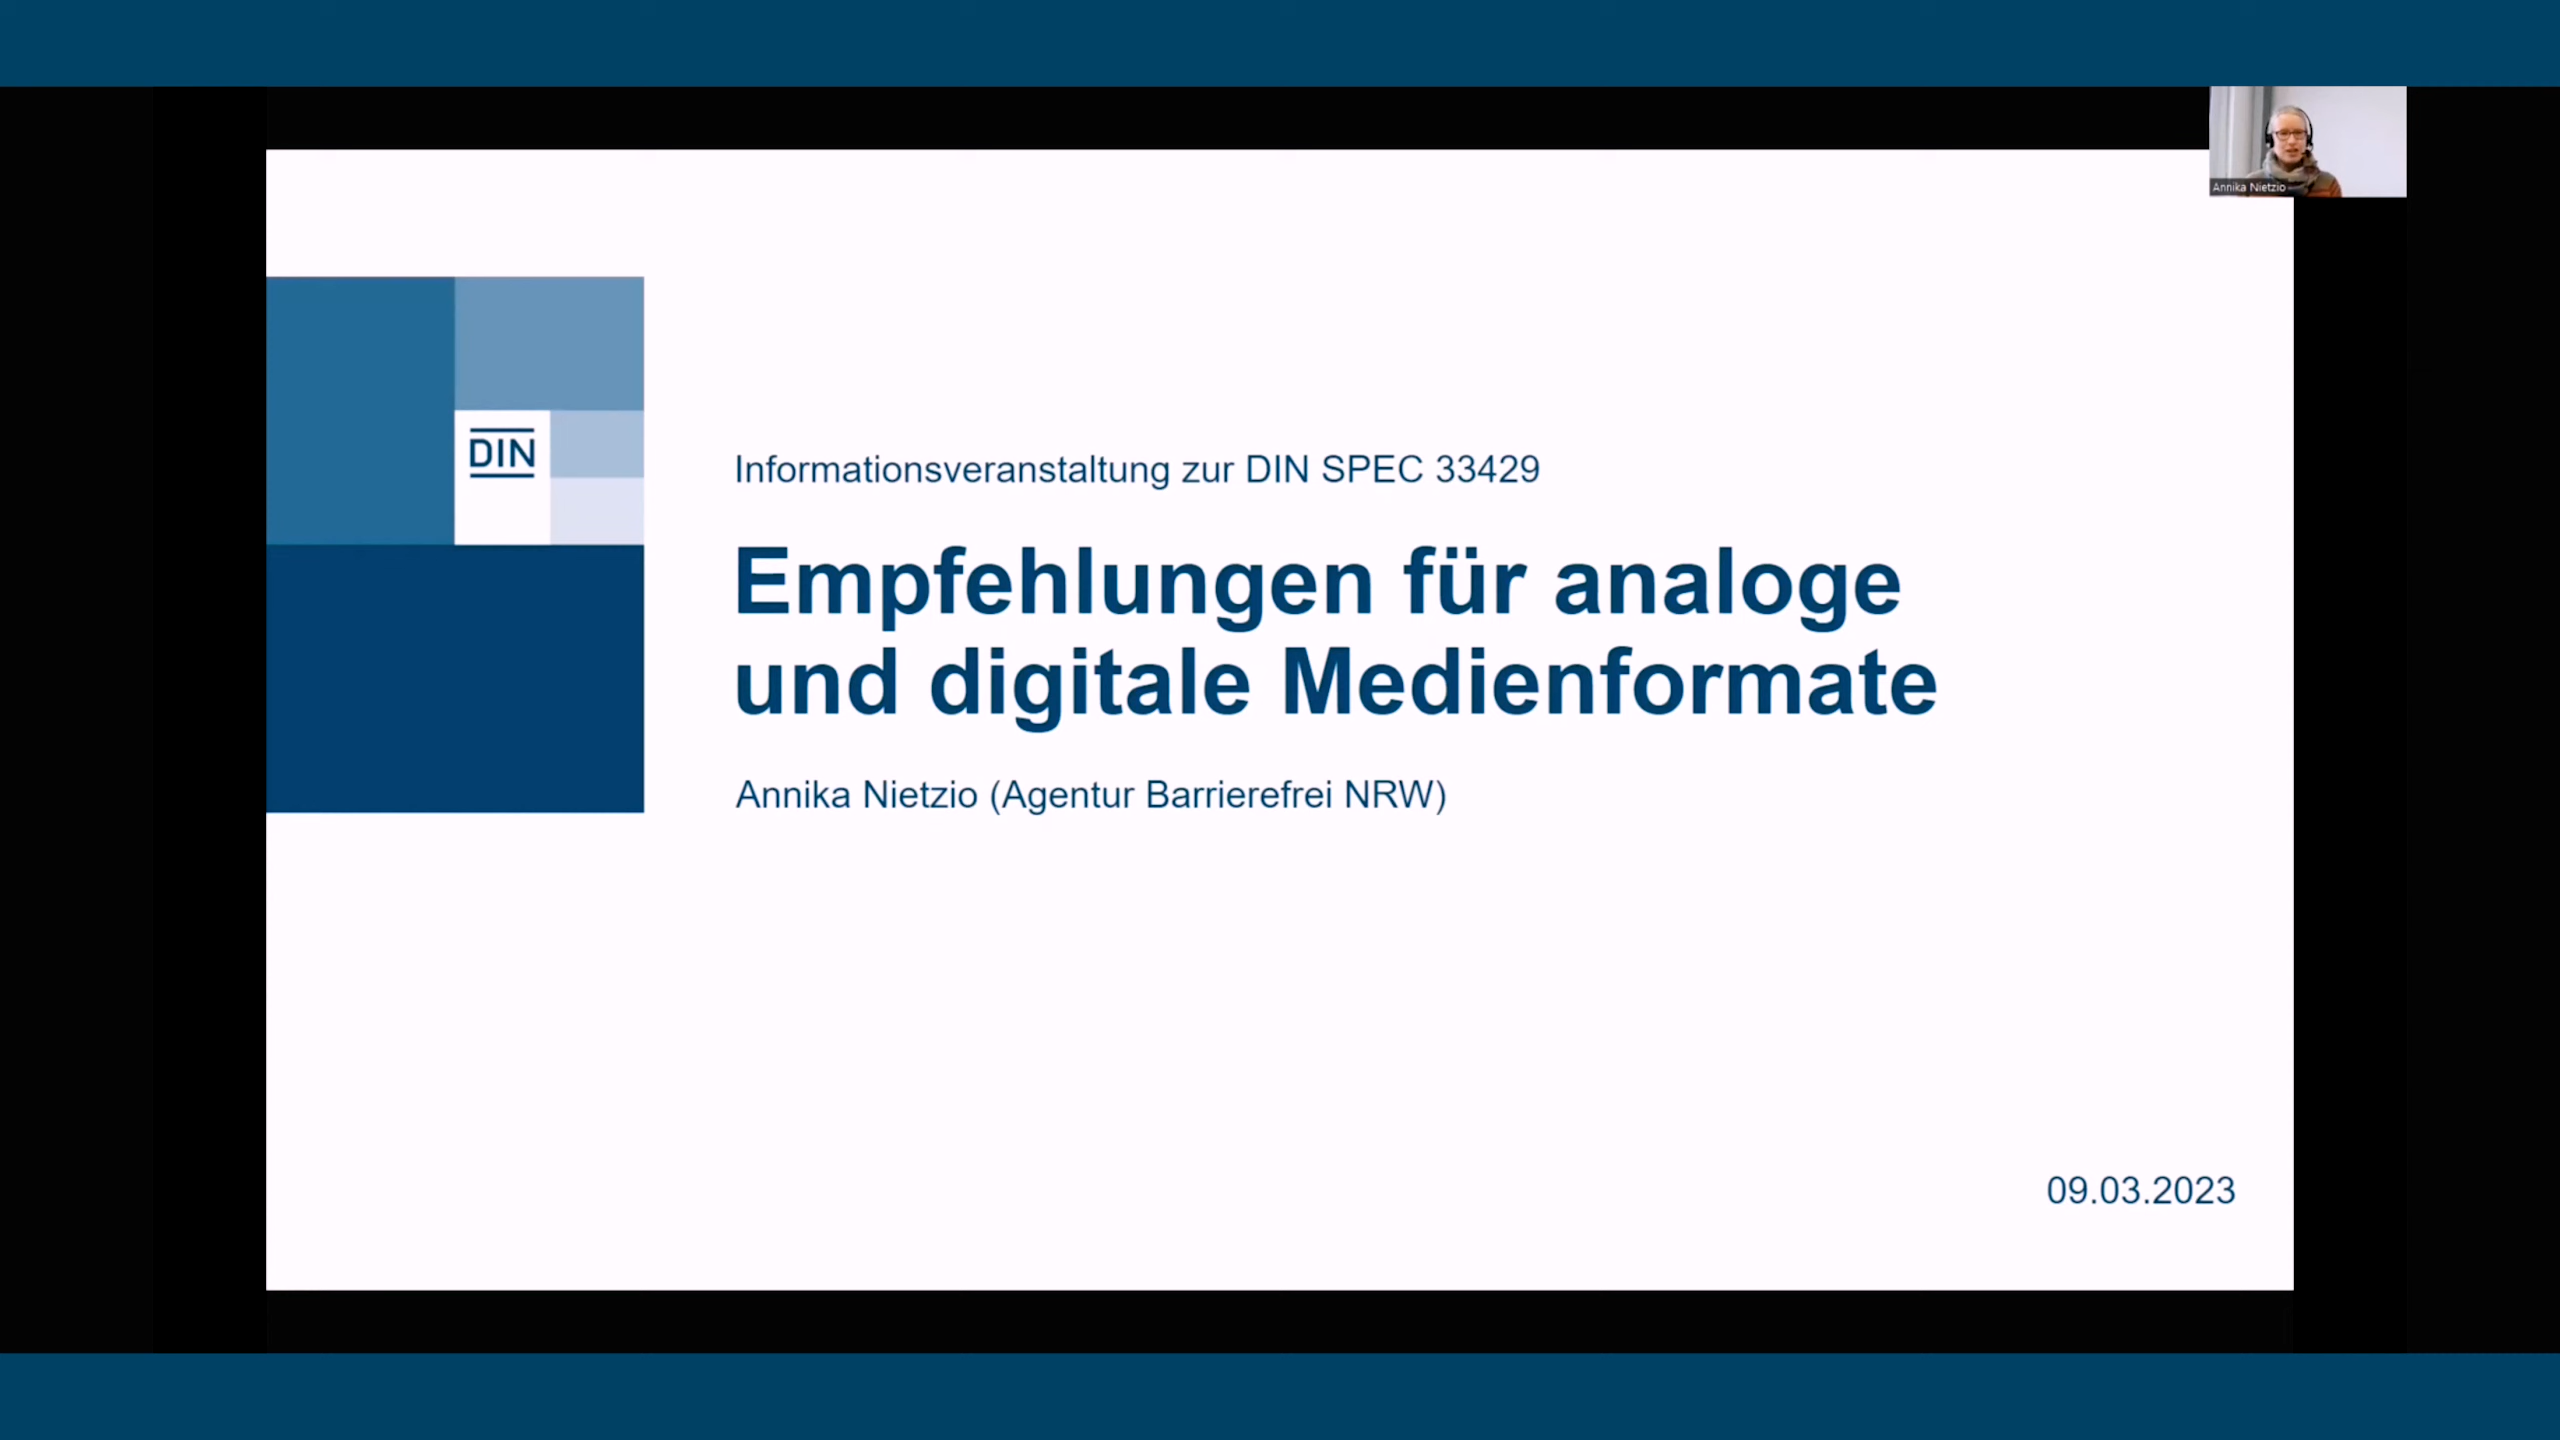 Annika Nietzio
DIN
Informationsveranstaltung zur DIN SPEC 33429
Empfehlungen für analoge
und digitale Medienformate
Annika Nietzio (Agentur Barrierefrei NRW)
09.03.2023